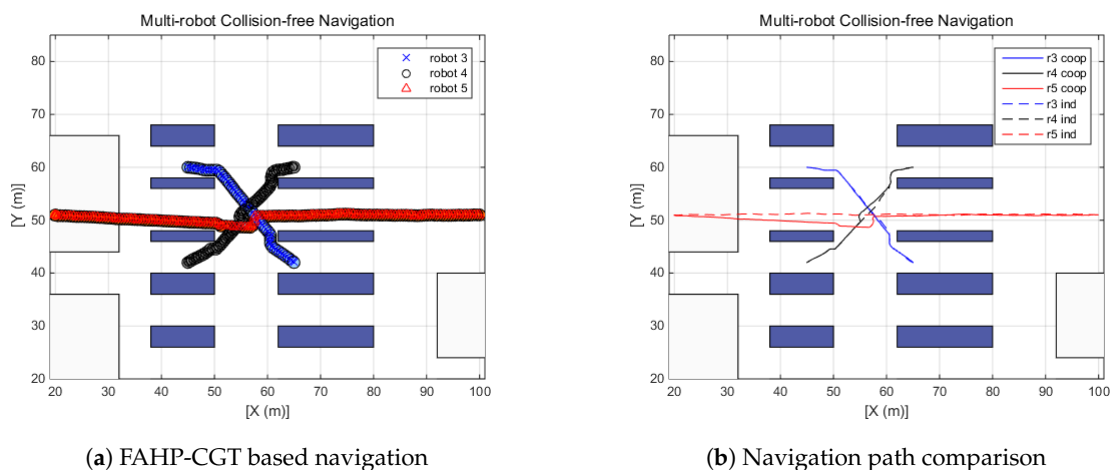 Multi-robot Collision-free Navigation
robot 3
robot 4
robot 5
80
70
60
50
40
30
20
[Y (m)]
20 30 40 50 60 70 80 90 100
[X (m)]
(a) FAHP-CGT based navigation
Multi-robot Collision-free Navigation
r3 coop
r4 coop
r5 coop
r3 ind
r4 ind
r5 ind
80
70
60
50
40
30
20
[Y (m)]
20 30 40 50 60 70 80 90 100
[X (m)]
(b) Navigation path comparison